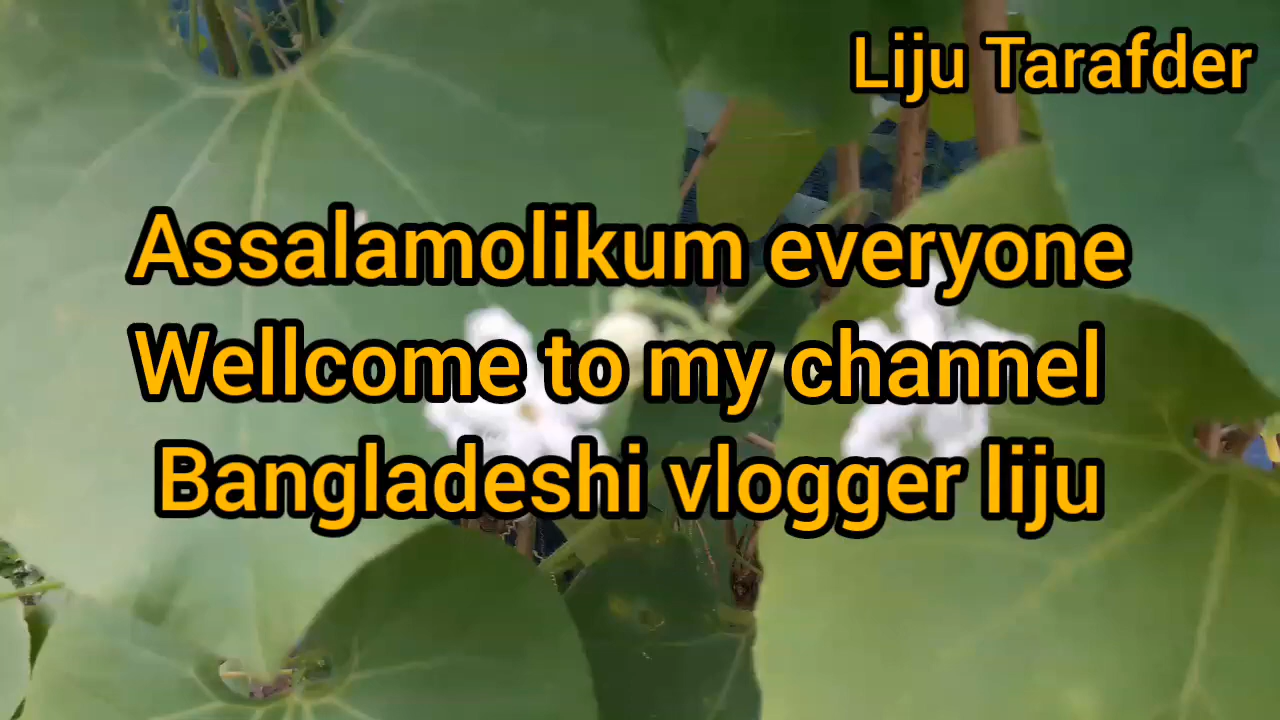 Liju Tarafder
Assalamolikum everyone
Wellcome to my channel
Bangladeshi vlogger liju